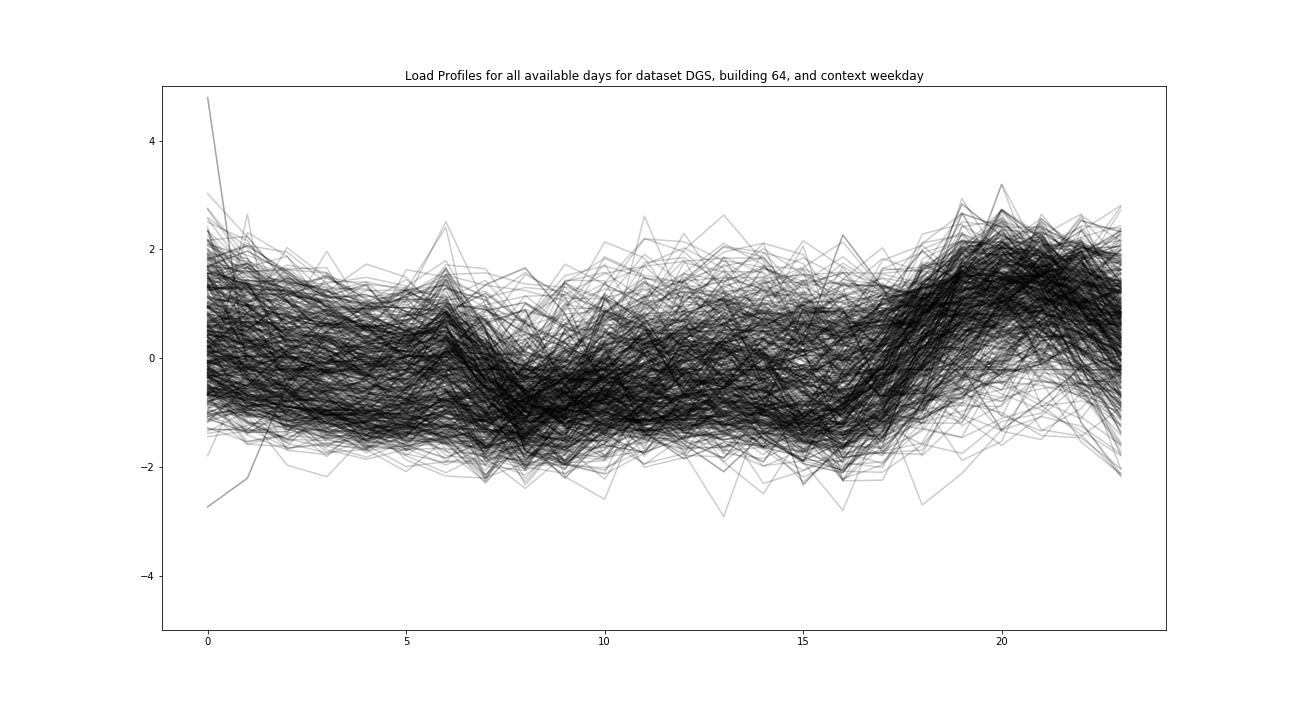 Load Profiles for all available days for dataset DGS, building 64, and context weekday
4
2
0
−2
−4
0 5 10 15 20